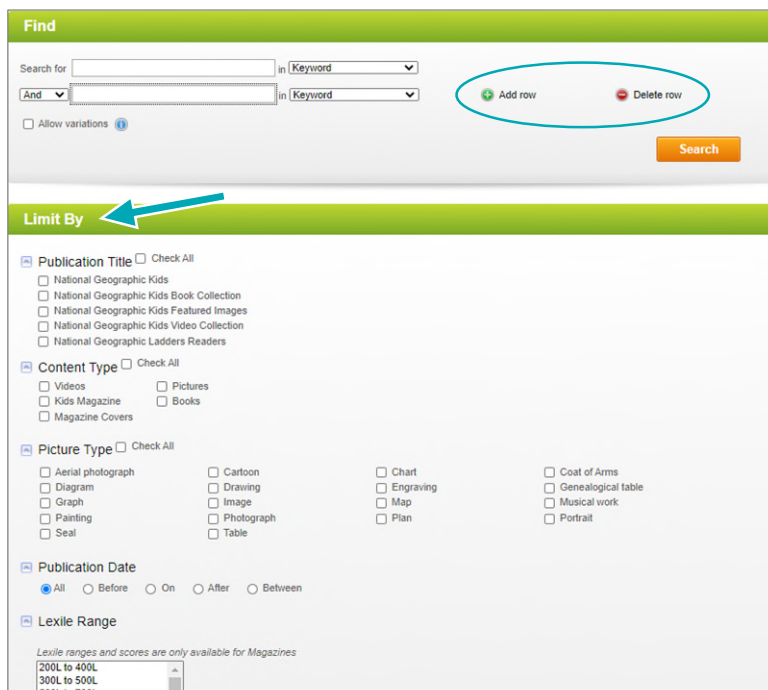 Find
Search for in Keyword
And in Keyword Add row Delete row
Allow variations
Search
Limit By
Publication Title Check All
National Geographic Kids
National Geographic Kids Book Collection
National Geographic Kids Featured Images
National Geographic Kids Video Collection
National Geographic Ladders Readers
Content Type Check All
Videos Pictures
Kids Magazine Books
Magazine Covers
Picture Type Check All
Aerial photograph Cartoon Chart Coat of Arms
Diagram Drawing Engraving Genealogical table
Graph Image Map Musical work
Painting Photograph Plan Portrait
Seal Table
Publication Date
All Before On After Between
Lexile Range
Lexile ranges and scores are only available for Magazines
200L to 400L
300L to 500L